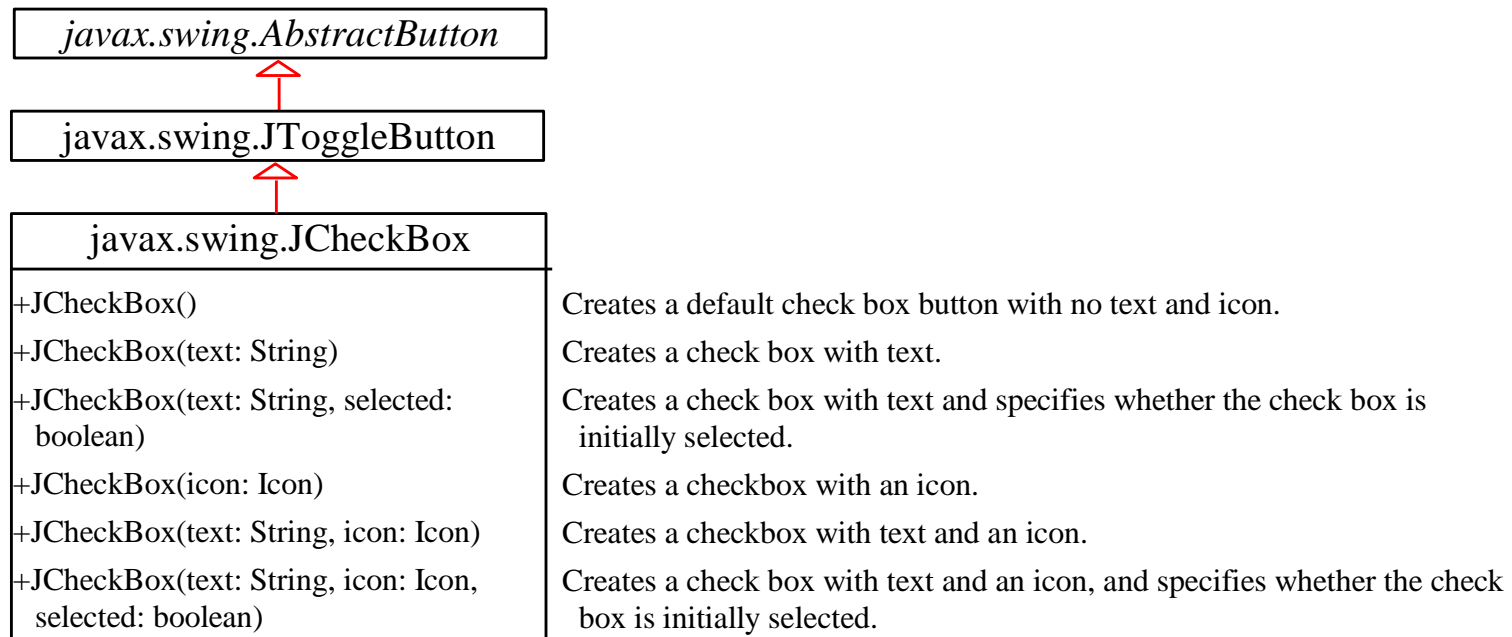 javax.swing.AbstractButton
javax.swing.JToggleButton
javax.swing.JCheckBox
+JCheckBox()
Creates a default check box button with no text and icon.
+JCheckBox(text: String)
Creates a check box with text.
+JCheckBox(text: String, selected:
boolean)
Creates a check box with text and specifies whether the check box is
initially selected.
+JCheckBox(icon: Icon)
Creates a checkbox with an icon.
+JCheckBox(text: String, icon: Icon)
Creates a checkbox with text and an icon.
+JCheckBox(text: String, icon: Icon,
selected: boolean)
Creates a check box with text and an icon, and specifies whether the check
box is initially selected.